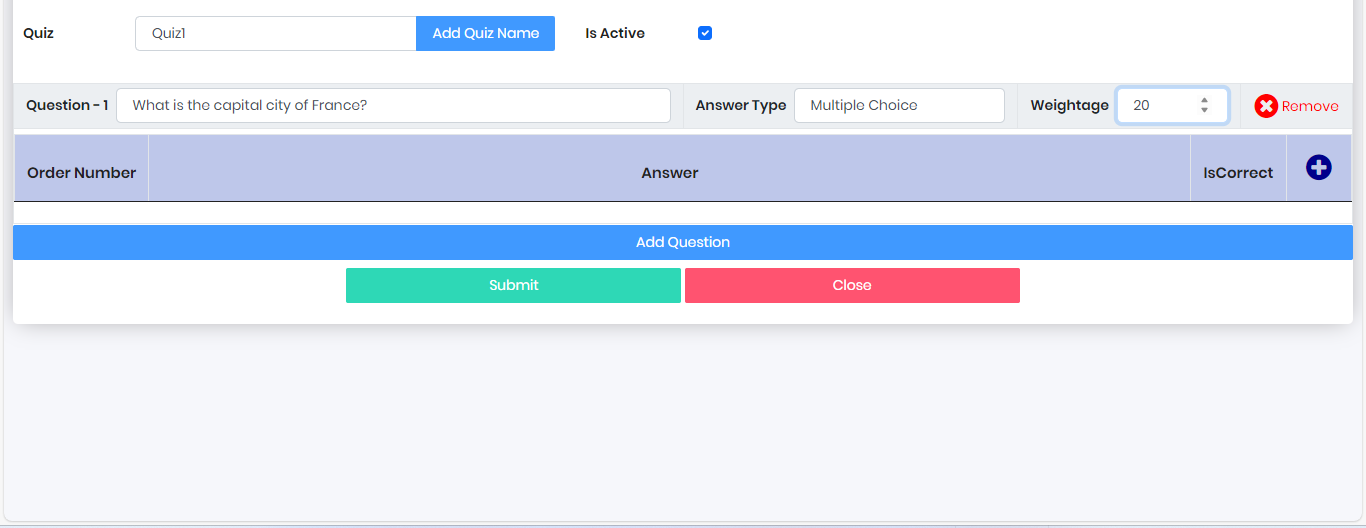 Quiz Quiz1 Add Quiz Name Is Active
Question - 1 What is the capital city of France? Answer Type Multiple Choice Weightage 20 Remove
Order Number Answer IsCorrect
Add Question
Submit Close